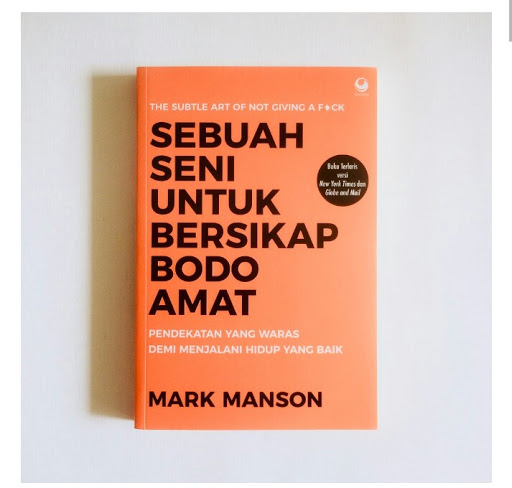 THE SUBTLE ART OF NOT GIVING A F*CK
SEBUAH
SENI
UNTUK
BERSIKAP
BODO
AMAT
Buku Terlaris
versi
New York Times dan
Globe and Mail
PENDEKATAN YANG WARAS
DEMI MENJALANI HIDUP YANG BAIK
MARK MANSON